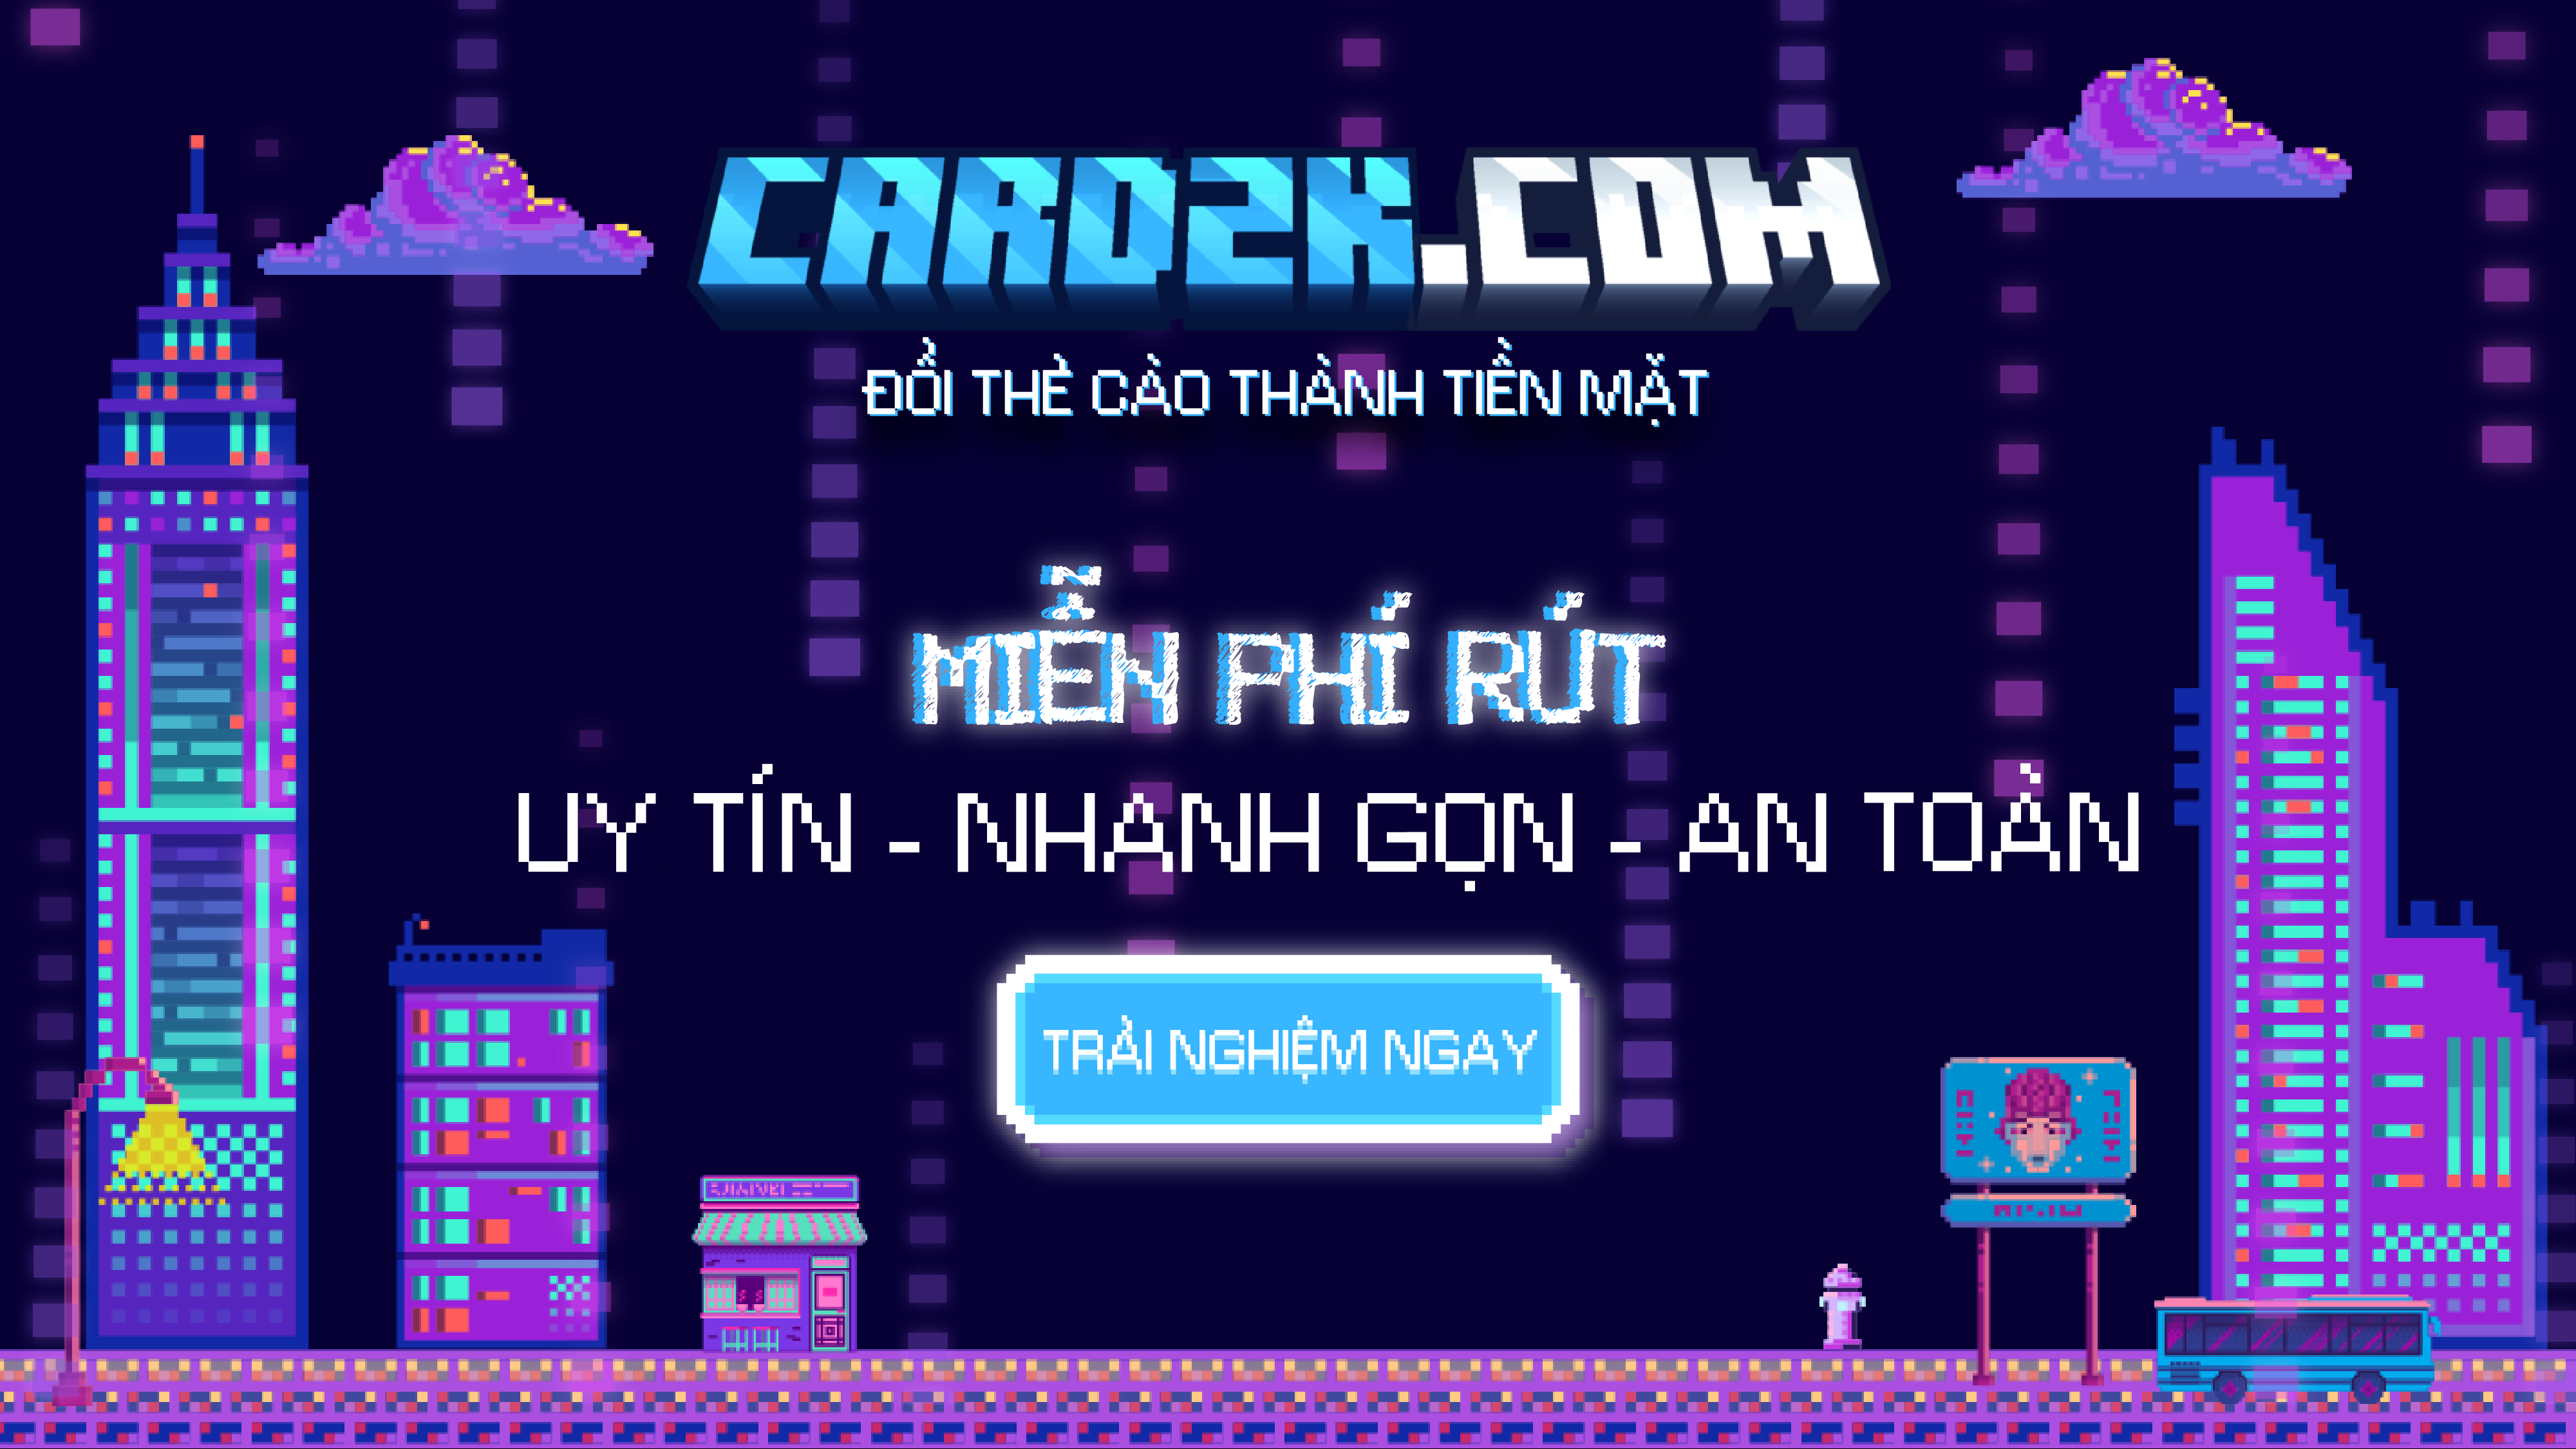 CARD2K.COM
ĐỔI THẺ CÀO THÀNH TIỀN MẶT
MIỄN PHÍ RÚT
UY TÍN - NHANH GỌN - AN TOÀN
TRẢI NGHIỆM NGAY